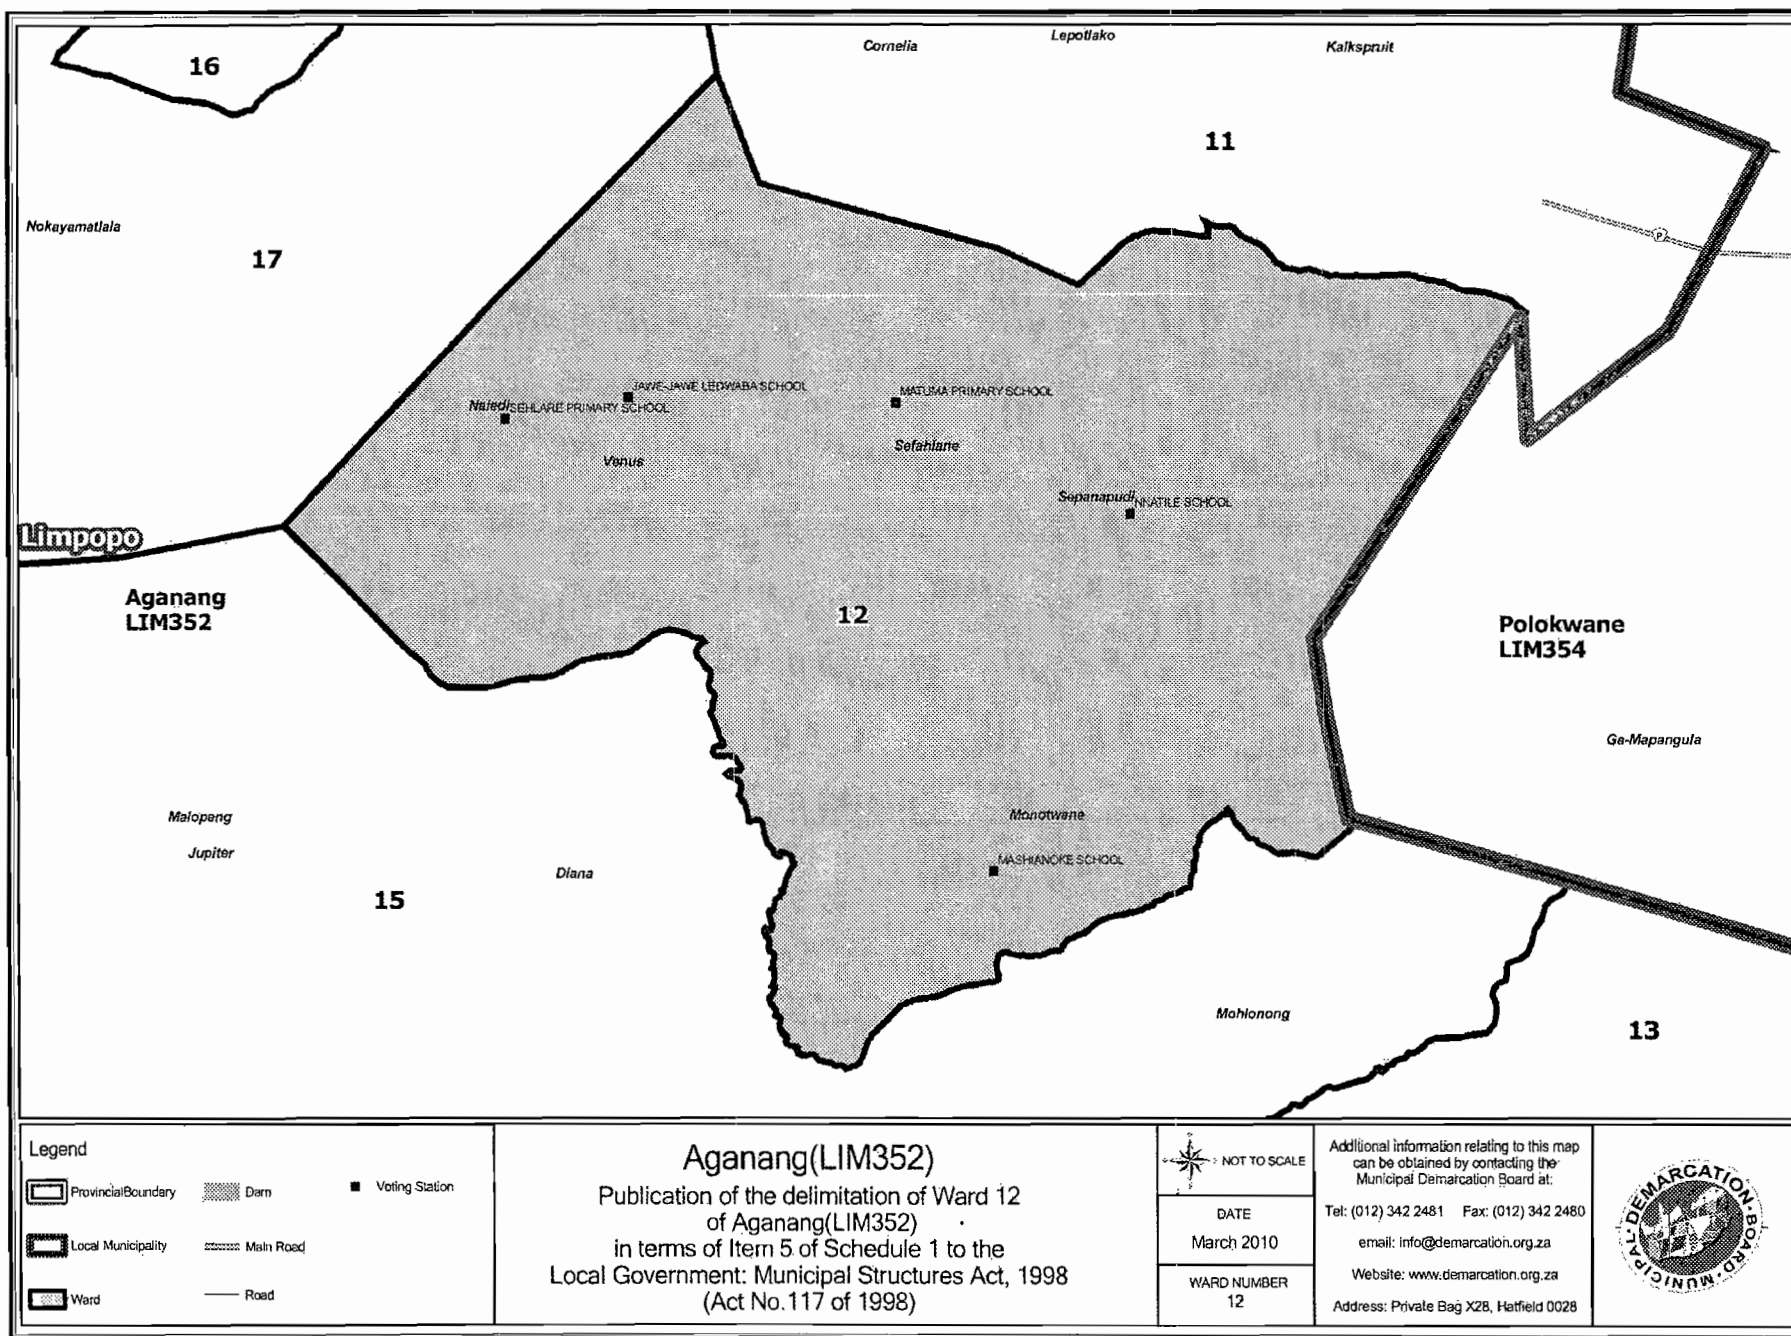 Cornelia
Lepotlako
Kalkspruit
16
11
Nokayamatlala
17
P
JAWE-JAWE LEDWABA SCHOOL
MATUMA PRIMARY SCHOOL
SEHLARE PRIMARY SCHOOL
Venus
Sefahlane
Sepanapudi
NNATILE SCHOOL
Limpopo
Aganang
LIM352
12
Polokwane
LIM354
Ga-Mapangula
Malopeng
Monotwane
Jupiter
MASHIANOKE SCHOOL
Diana
15
Mohlonong
13
Legend
Provincial Boundary
Dam
Voting Station
Local Municipality
Main Road
Ward
Road
Aganang(LIM352)
Publication of the delimitation of Ward 12
of Aganang(LIM352)
in terms of Item 5 of Schedule 1 to the
Local Government: Municipal Structures Act, 1998
(Act No.117 of 1998)
NOT TO SCALE
DATE
March 2010
WARD NUMBER
12
Additional information relating to this map
can be obtained by contacting the
Municipal Demarcation Board at:
Tel: (012) 342 2481 Fax: (012) 342 2480
email: info@demarcation.org.za
Website: www.demarcation.org.za
Address: Private Bag X28, Hatfield 0028
MUNICIPAL · DEMARCATION · BOARD